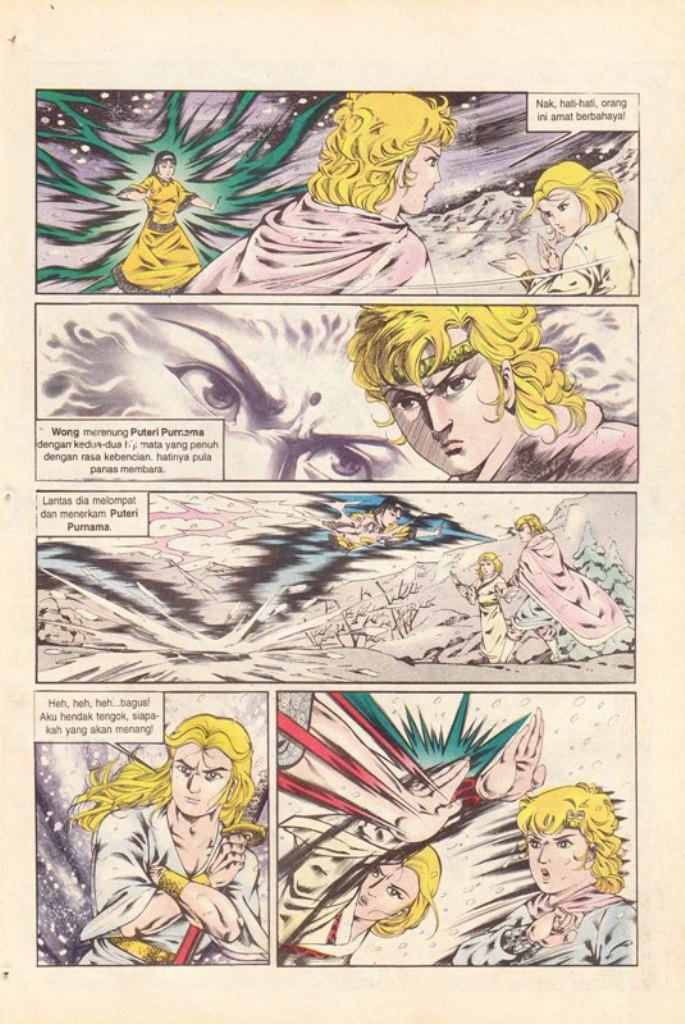 Nak, hati-hati, orang
ini amat berbahaya!
Wong merenung Puteri Purnama
dengan kedua-dua mata yang penuh
dengan rasa kebencian. hatinya pula
panas membara.
Lantas dia melompat
dan menerkam Puteri
Purnama.
Heh, heh, heh...bagus!
Aku hendak tengok, siapa-
kah yang akan menang!